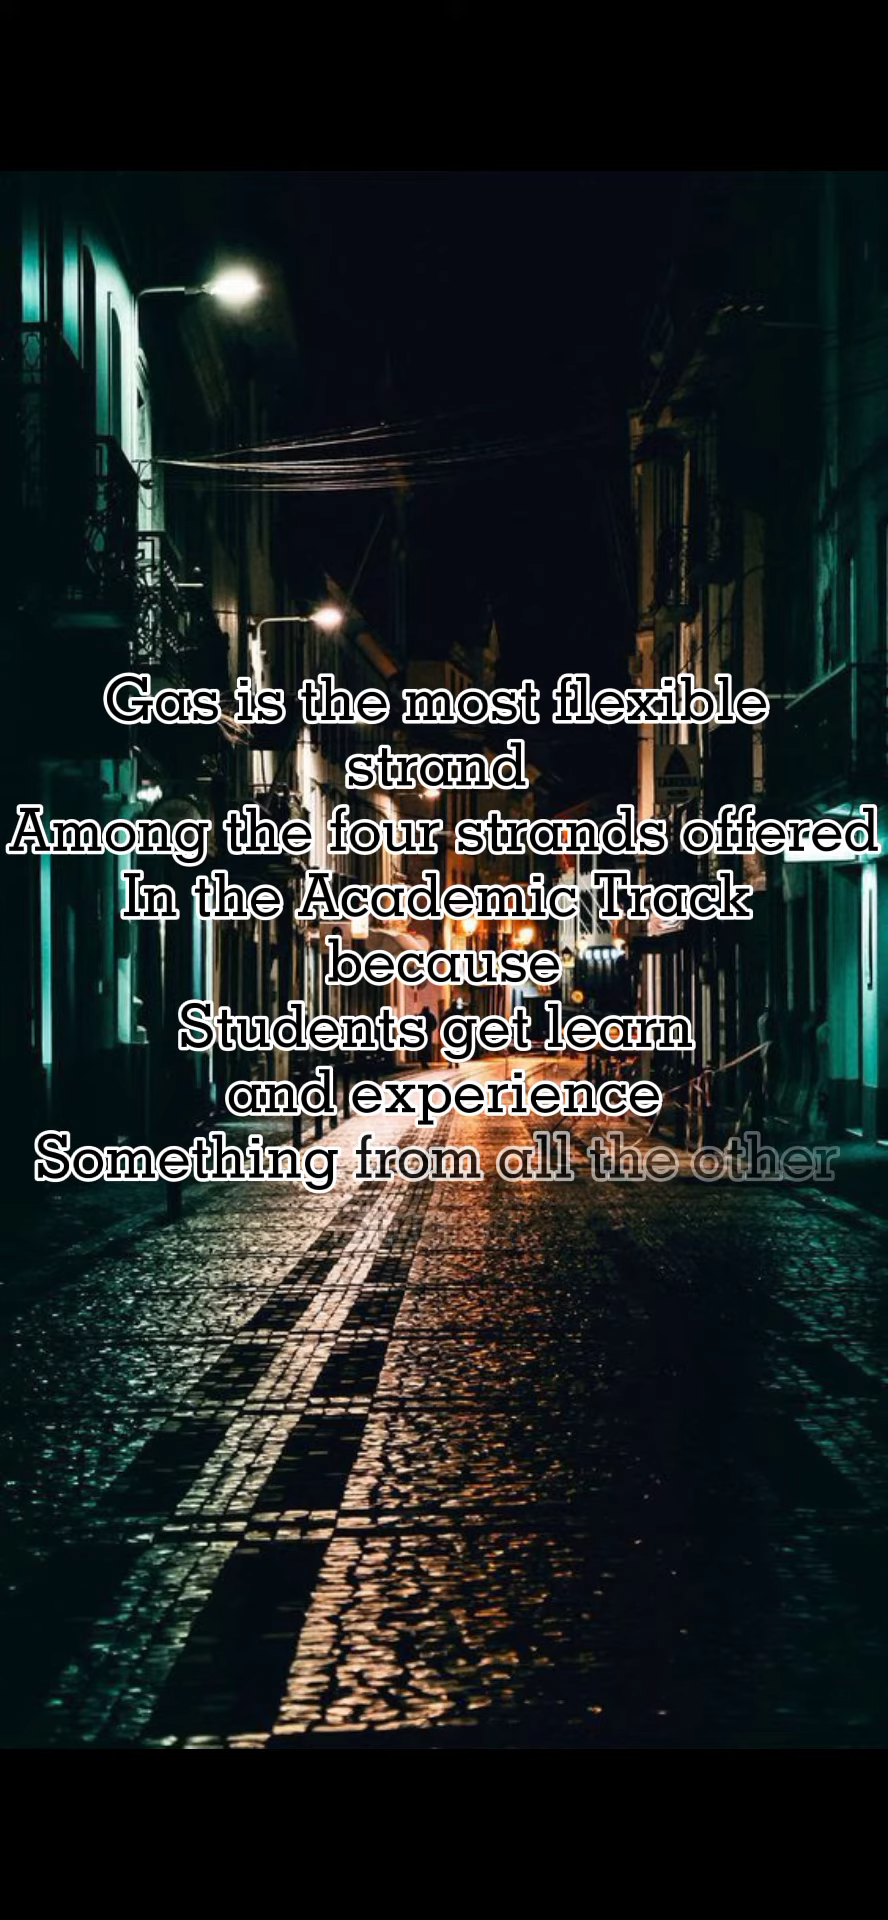 Gas is the most flexible
strand
Among the four strands offered
In the Academic Track
because
Students get learn
and experience
Something from all the other